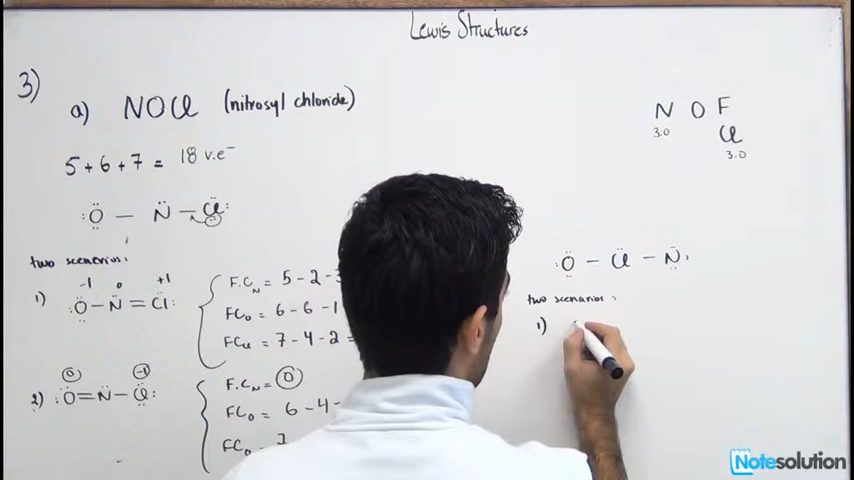 Lewis Structures
3)
a) NOCl (nitrosyl chloride)
5 + 6 + 7 = 18 v.e⁻
O — N — Cl
two scenarios:
-1 0 +1
1) O — N = Cl
F.C_N = 5 - 2 - 3
FC_O = 6 - 6 - 1
FC_Cl = 7 - 4 - 2 =
0 -1
2) O = N — Cl
F.C_N = 0
FC_O = 6 - 4 -
FC_O
N O F
3.0 Cl
3.0
O — Cl — N
two scenarios:
1)
Notesolution